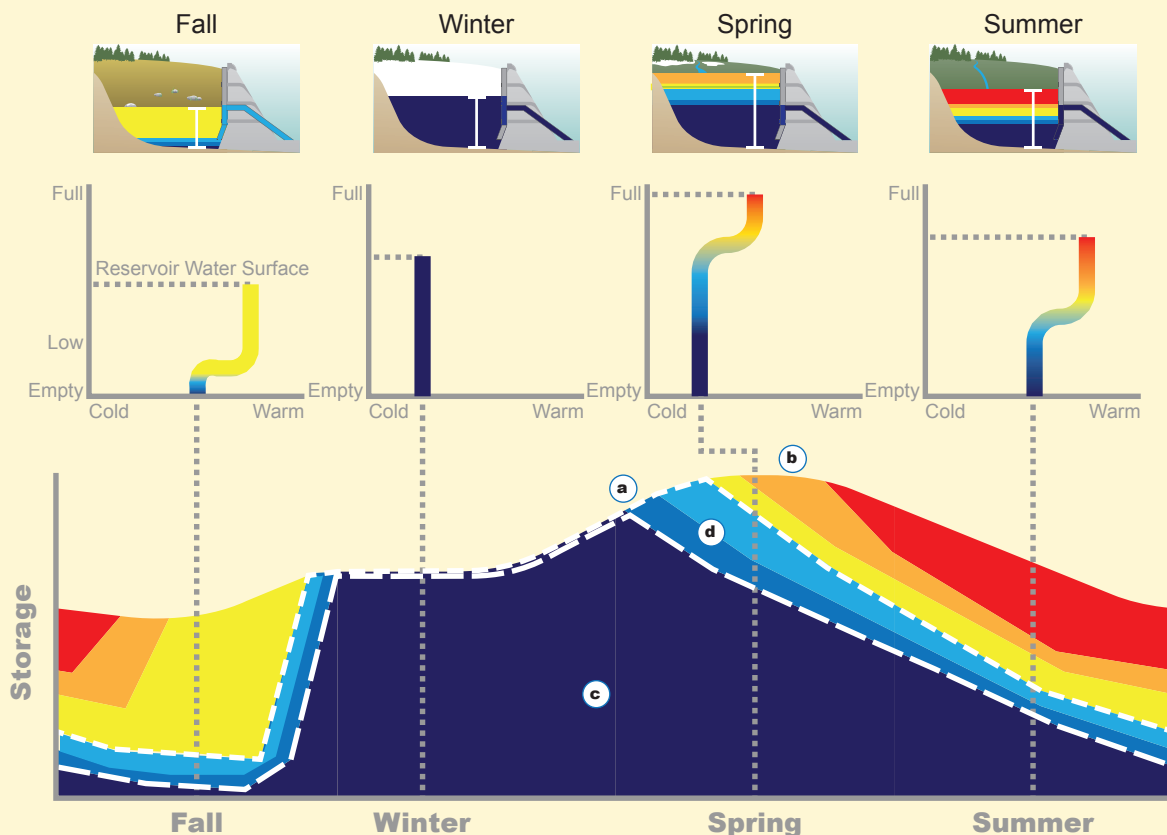 Fall
Winter
Spring
Summer
Full
Reservoir Water Surface
Low
Empty
Cold
Warm
Full
Empty
Cold
Warm
Full
Empty
Cold
Warm
Full
Empty
Cold
Warm
a
b
c
d
Storage
Fall
Winter
Spring
Summer